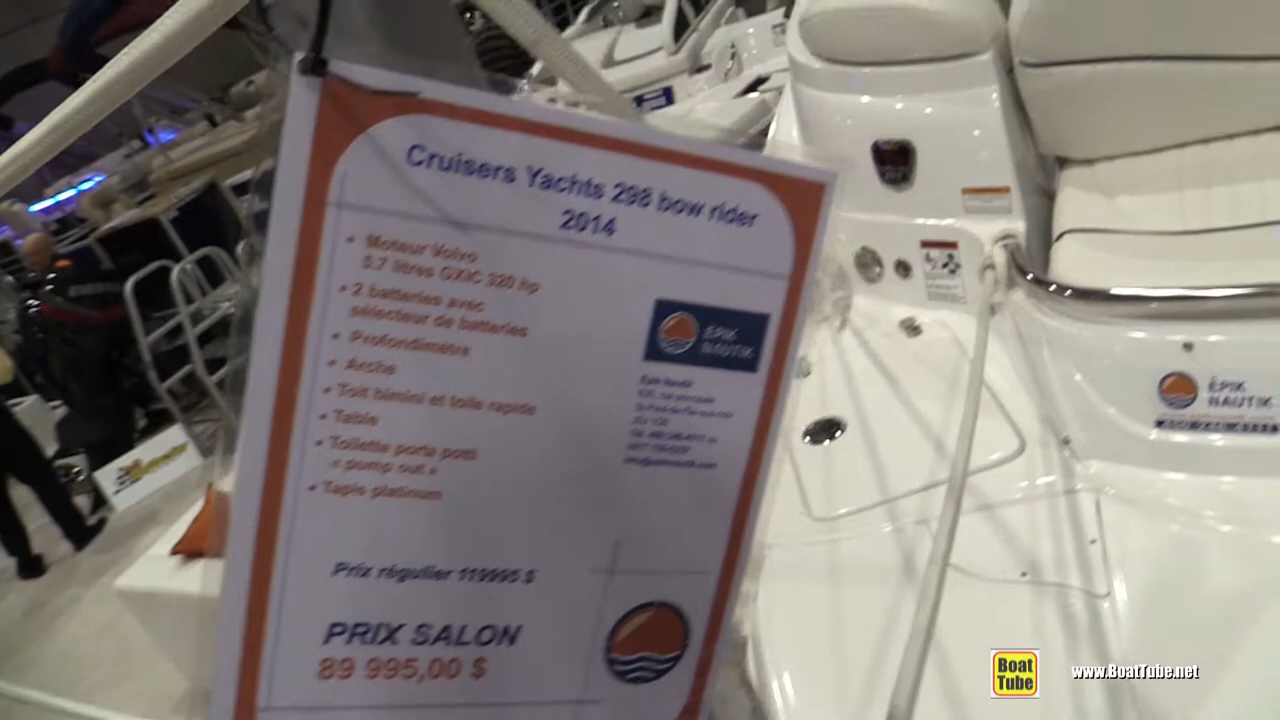 Cruisers Yachts 298 bow rider
2014
• Moteur Volvo
5.7 litres GXIC 320 hp
• 2 batteries avec
sélecteur de batteries
• Profondimètre
• Arche
• Toit bimini et toile rapide
• Table
• Toilette porta potti
« pump out »
• Tapis platinum
ÉPIK
NAUTIK
Épik Nautik
Prix régulier 119995 $
PRIX SALON
89 995,00 $
ÉPIK
NAUTIK
Boat
Tube
www.BoatTube.net